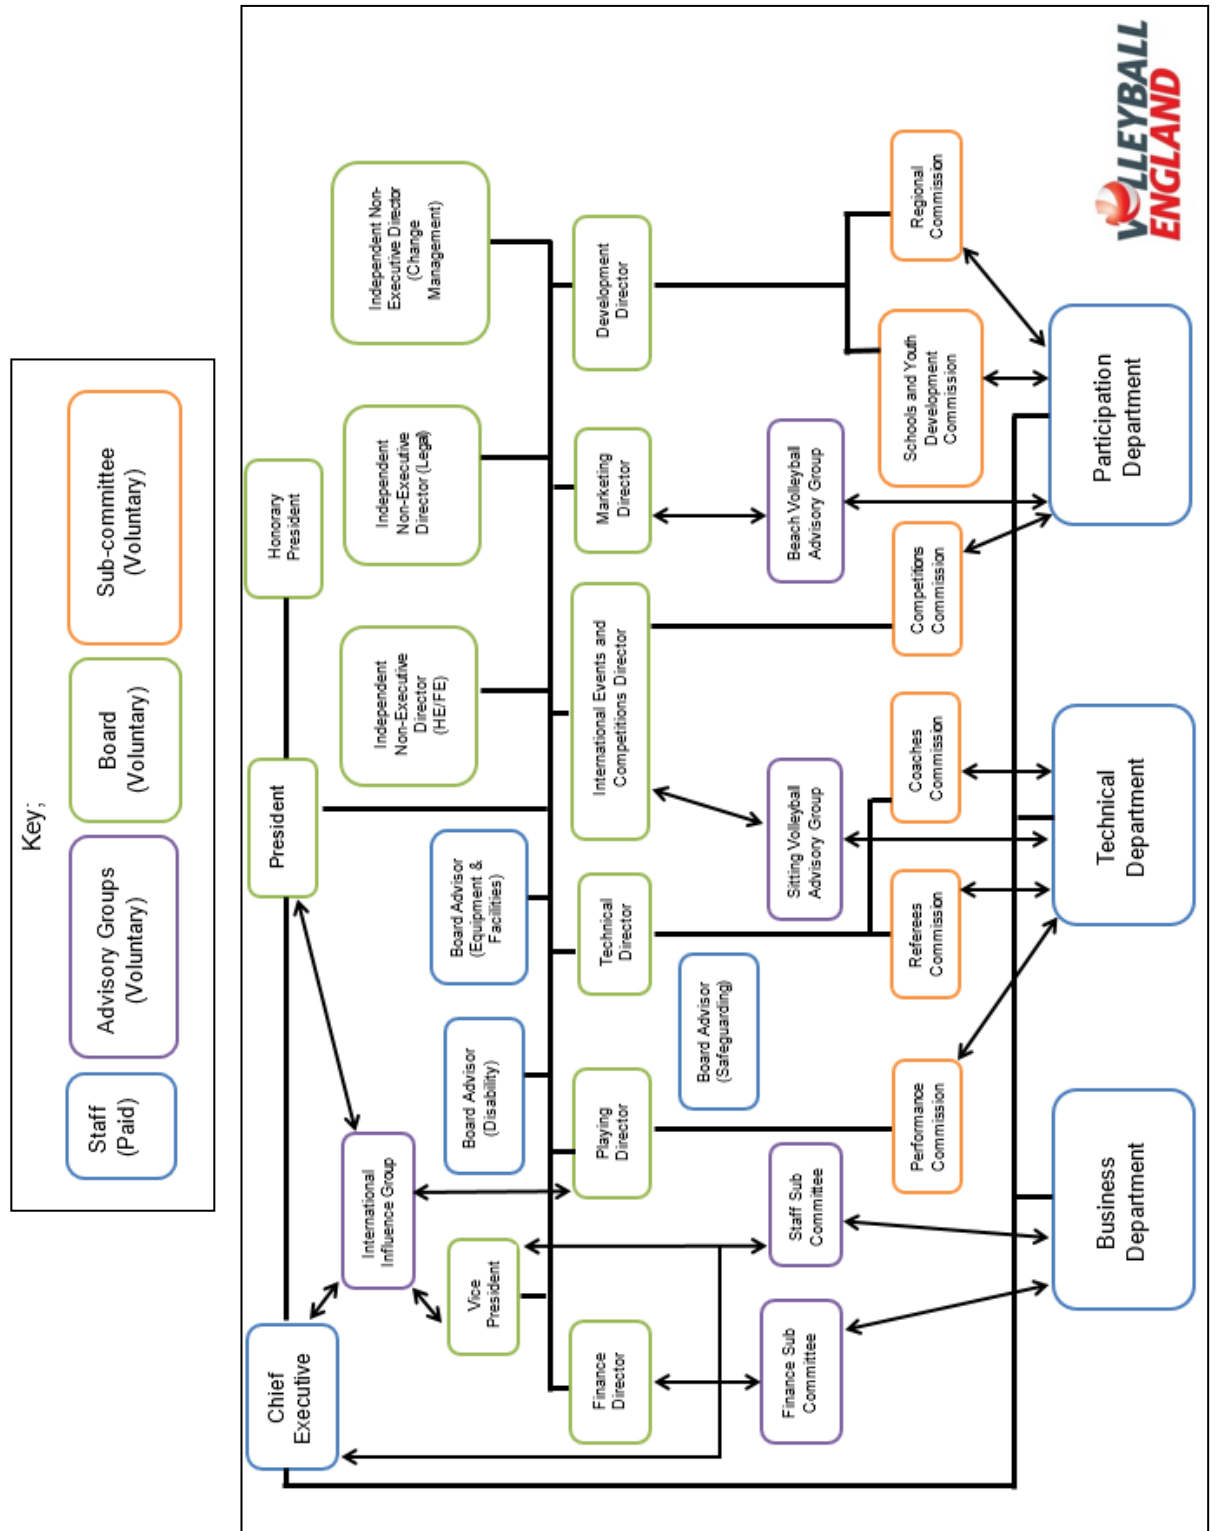 Key;
Staff
(Paid)
Advisory Groups
(Voluntary)
Board
(Voluntary)
Sub-committee
(Voluntary)
Chief
Executive
President
Honorary
President
International
Influence Group
Independent
Non-Executive
Director
(HE/FE)
Independent
Non-Executive
Director (Legal)
Independent Non-
Executive Director
(Change
Management)
Vice
President
Board Advisor
(Disability)
Board Advisor
(Equipment &
Facilities)
Finance
Director
Playing
Director
Technical
Director
International Events and
Competitions Director
Marketing
Director
Development
Director
Board Advisor
(Safeguarding)
Finance Sub
Committee
Staff Sub
Committee
Sitting Volleyball
Advisory Group
Beach Volleyball
Advisory Group
Performance
Commission
Referees
Commission
Coaches
Commission
Competitions
Commission
Schools and Youth
Development
Commission
Regional
Commission
Business
Department
Technical
Department
Participation
Department
VOLLEYBALL
ENGLAND